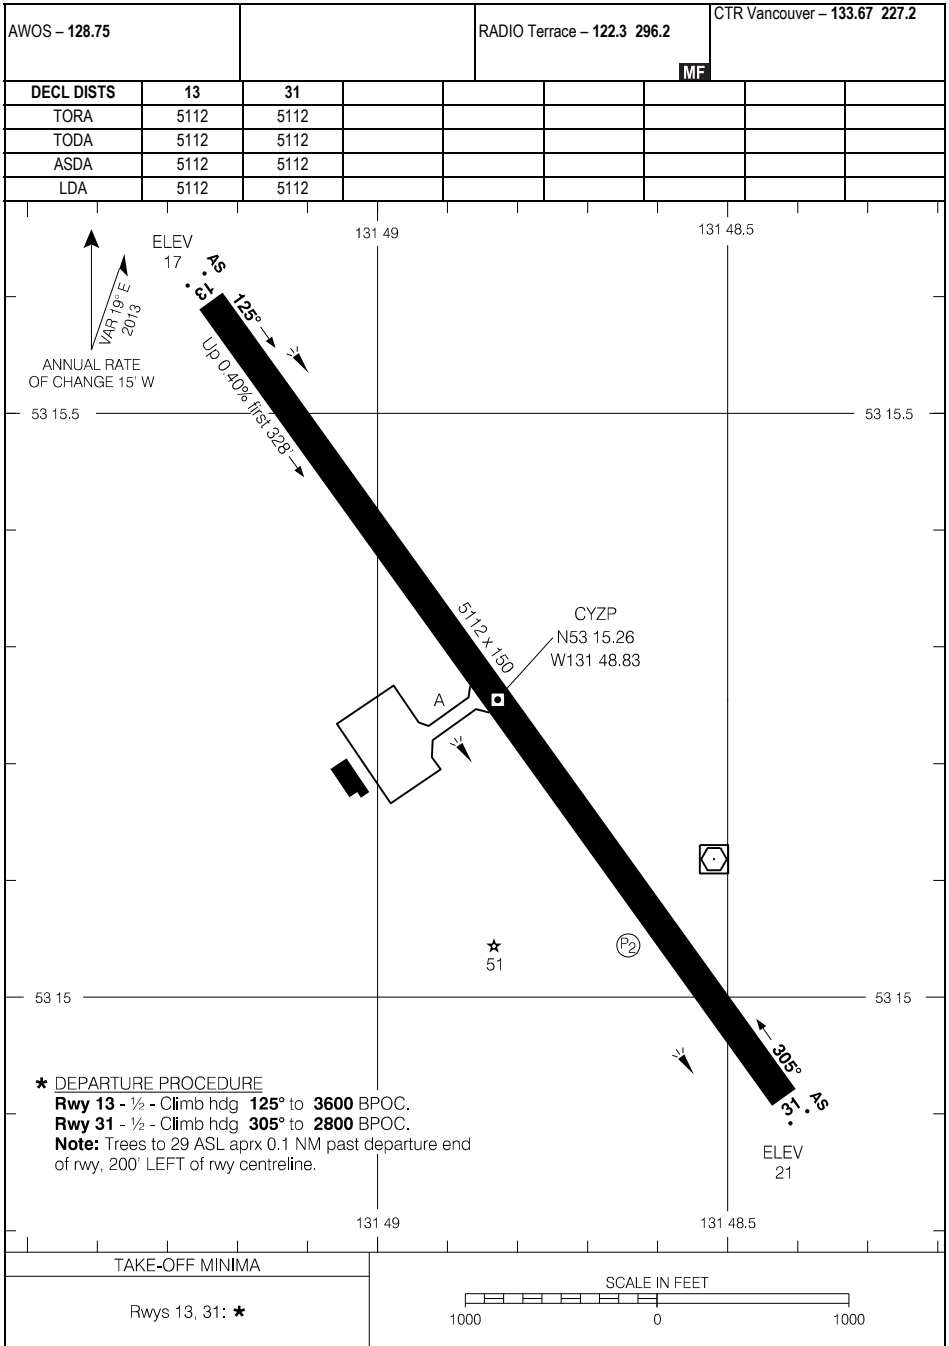 AWOS – 128.75
RADIO Terrace – 122.3 296.2
MF
CTR Vancouver – 133.67 227.2
DECL DISTS 13 31
TORA 5112 5112
TODA 5112 5112
ASDA 5112 5112
LDA 5112 5112
131 49 131 48.5
ELEV
17
AS
13
125°
VAR 19° E
2013
ANNUAL RATE
OF CHANGE 15' W
Up 0.40% first 328'
53 15.5 53 15.5
5112 x 150
CYZP
N53 15.26
W131 48.83
A
P2
51
53 15 53 15
305°
31
AS
ELEV
21
* DEPARTURE PROCEDURE
Rwy 13 - ½ - Climb hdg 125° to 3600 BPOC.
Rwy 31 - ½ - Climb hdg 305° to 2800 BPOC.
Note: Trees to 29 ASL aprx 0.1 NM past departure end
of rwy, 200' LEFT of rwy centreline.
131 49 131 48.5
TAKE-OFF MINIMA
Rwys 13, 31: *
SCALE IN FEET
1000 0 1000